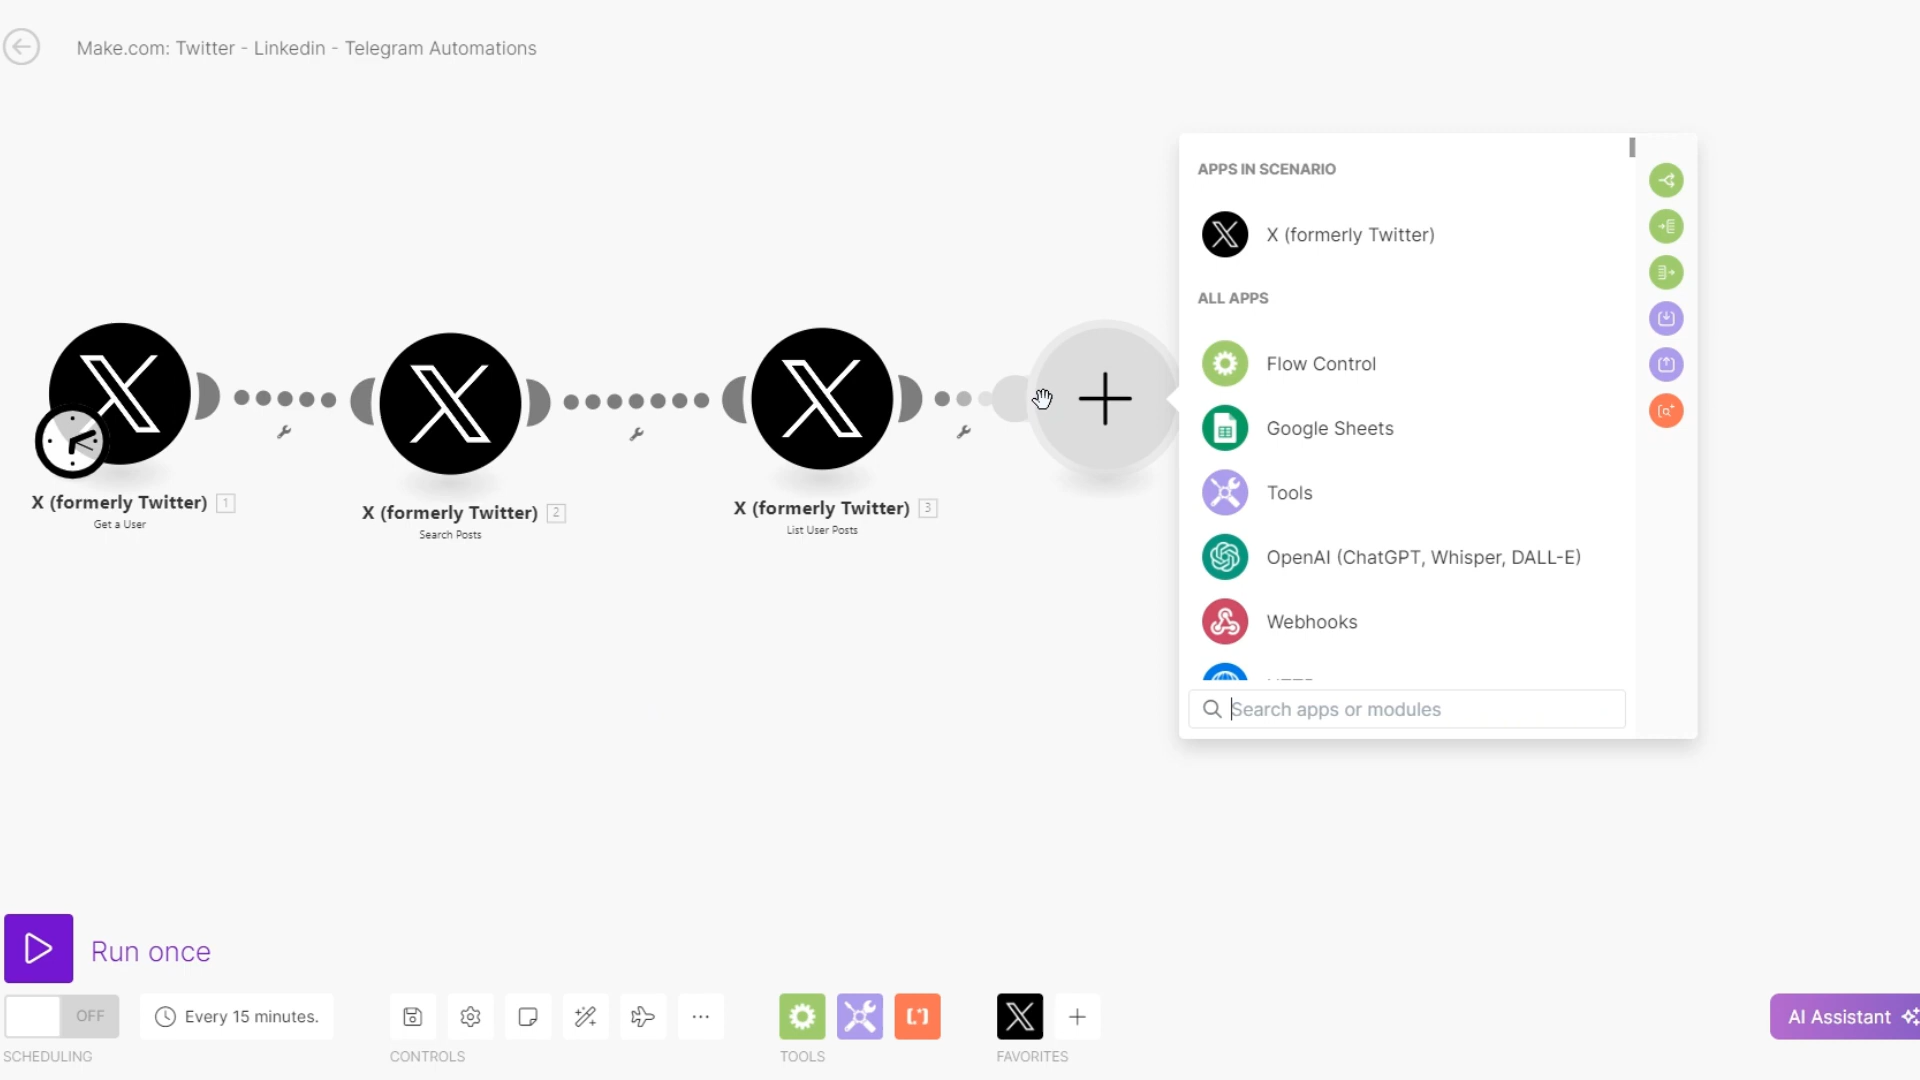 Make.com: Twitter - Linkedin - Telegram Automations
APPS IN SCENARIO
X (formerly Twitter)
ALL APPS
Flow Control
Google Sheets
Tools
OpenAI (ChatGPT, Whisper, DALL-E)
Webhooks
Search apps or modules
X (formerly Twitter) 1
Get a User
X (formerly Twitter) 2
Search Posts
X (formerly Twitter) 3
List User Posts
Run once
OFF
Every 15 minutes.
SCHEDULING
CONTROLS
TOOLS
FAVORITES
AI Assistant